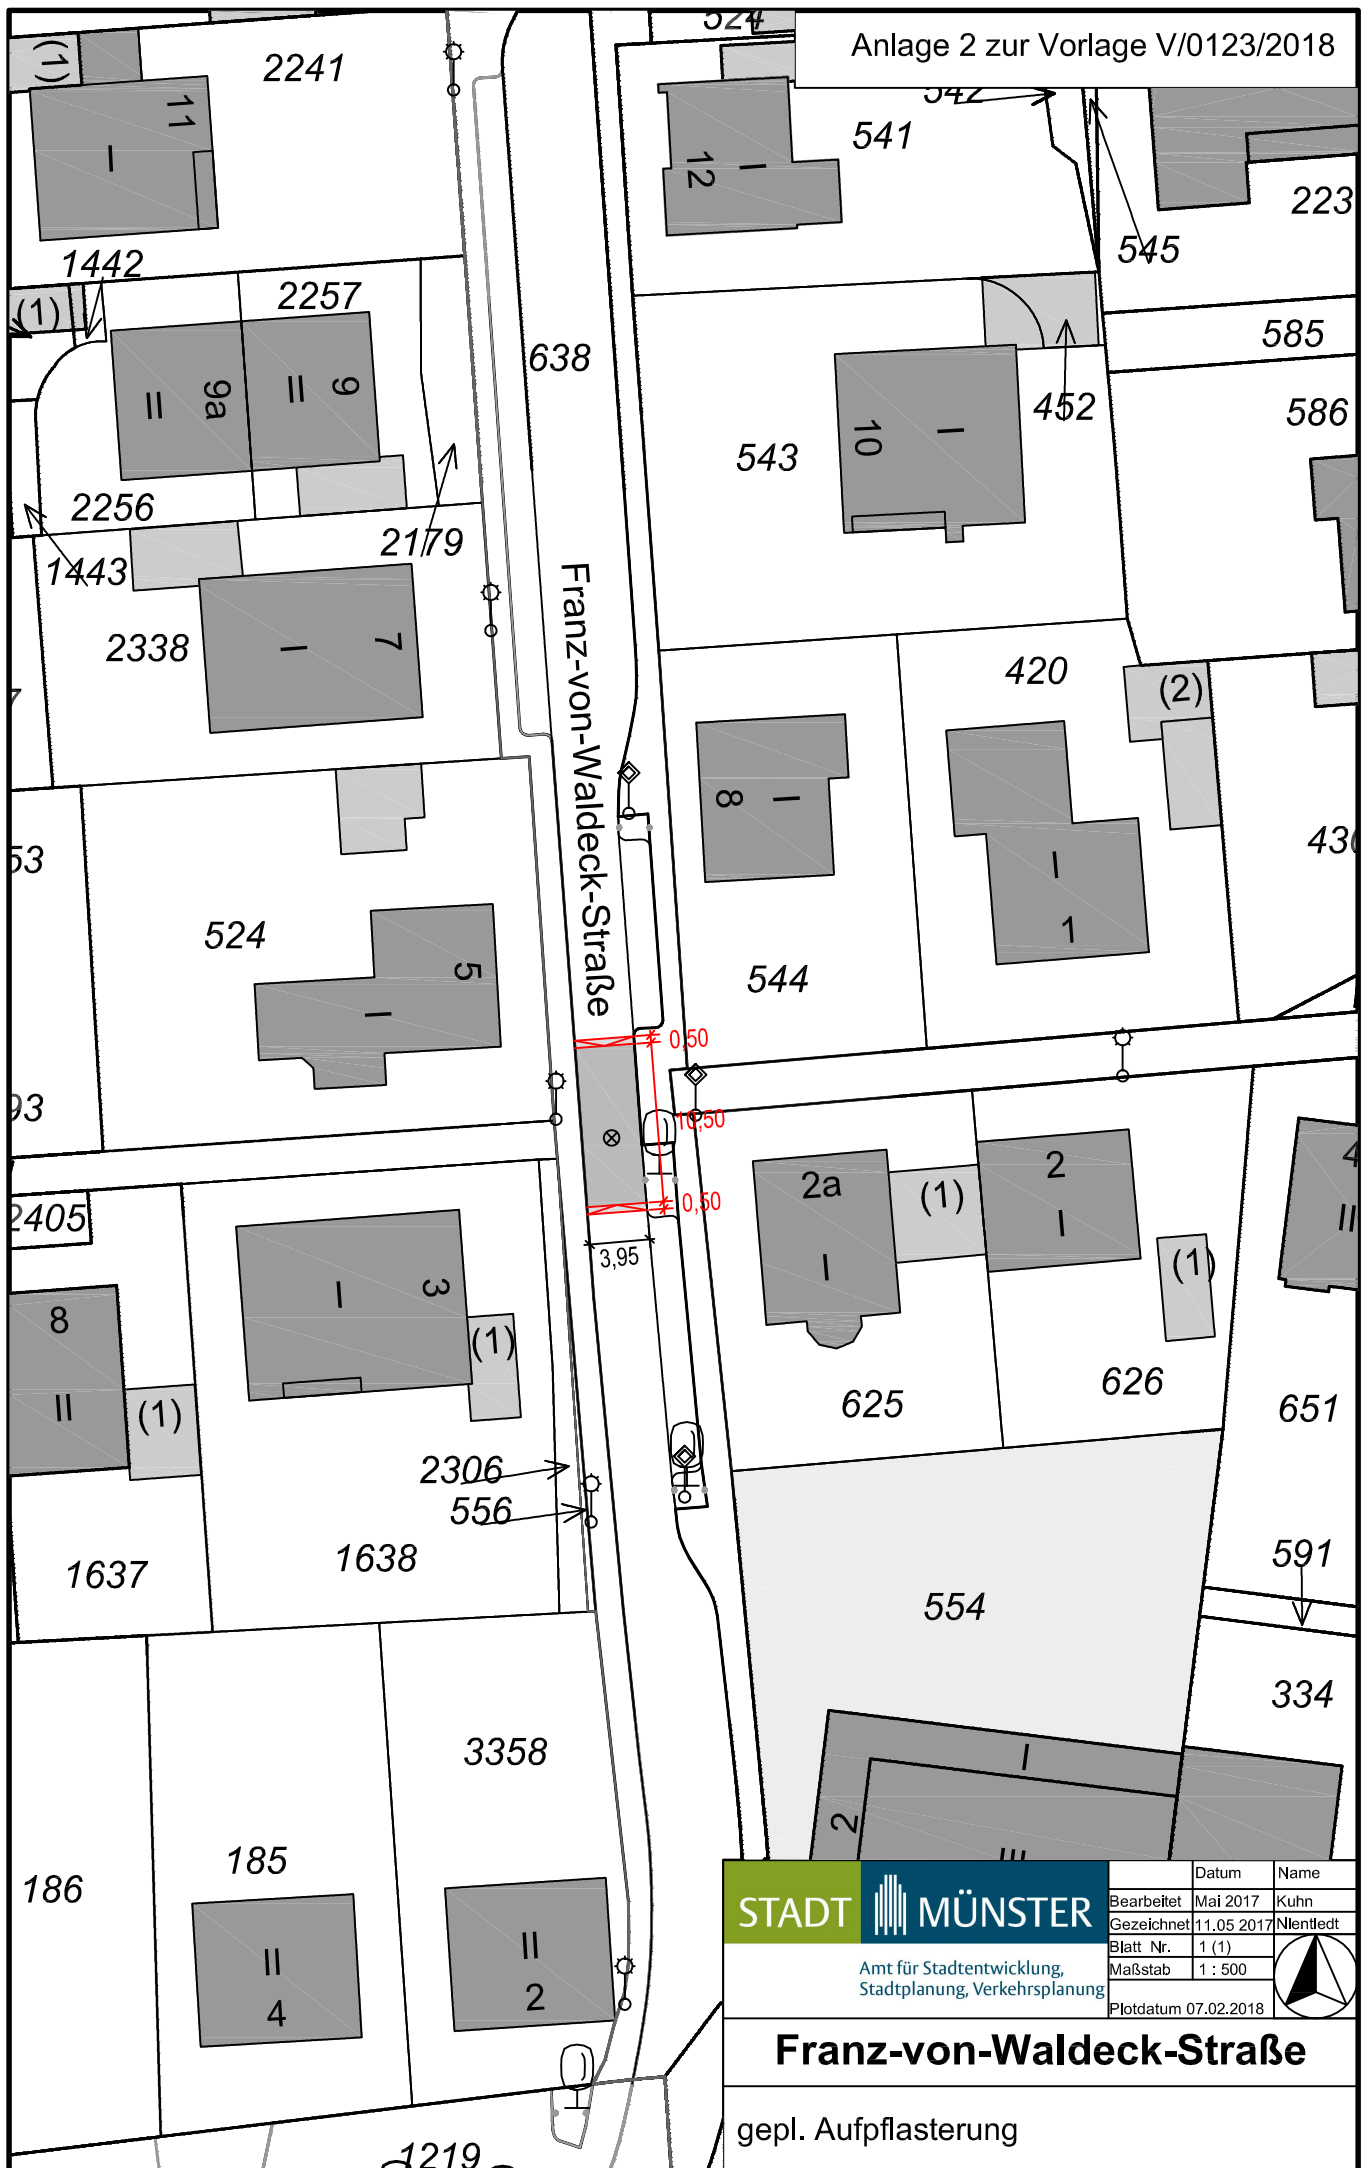 524
Anlage 2 zur Vorlage V/0123/2018
(1)
2241
11
I
542
541
12
I
223
545
1442
2257
(1)
638
585
II
9a
II
9
452
586
543
10
I
2256
2179
1443
Franz-von-Waldeck-Straße
2338
I
7
420
(2)
8
I
I
1
53
430
524
5
I
544
0,50
93
10,50
2a
I
(1)
2
I
4
II
0,50
2405
3,95
(1)
8
II
I
3
(1)
(1)
625
626
651
2306
556
1637
1638
591
554
334
3358
I
2
III
185
186
II
4
II
2
1219
STADT MÜNSTER
Amt für Stadtentwicklung,
Stadtplanung, Verkehrsplanung
Datum Name
Bearbeitet Mai 2017 Kuhn
Gezeichnet 11.05 2017 Nientiedt
Blatt Nr. 1 (1)
Maßstab 1 : 500
Plotdatum 07.02.2018
Franz-von-Waldeck-Straße
gepl. Aufpflasterung